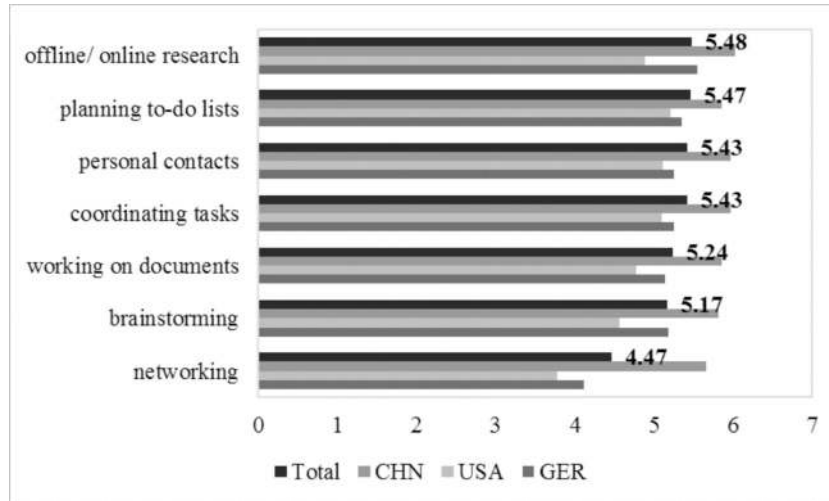 offline/ online research 5.48
planning to-do lists 5.47
personal contacts 5.43
coordinating tasks 5.43
working on documents 5.24
brainstorming 5.17
networking 4.47
0 1 2 3 4 5 6 7
Total CHN USA GER